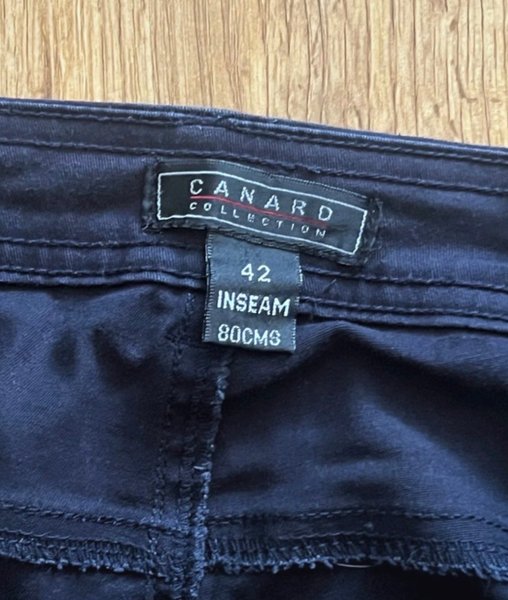 CANARD
COLLECTION
42
INSEAM
80CMS